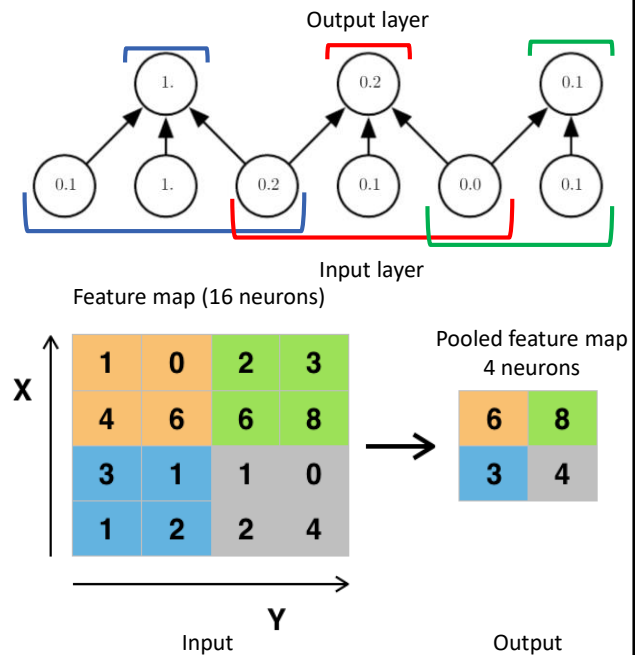 Output layer
1. 0.2 0.1
0.1 1. 0.2 0.1 0.0 0.1
Input layer
Feature map (16 neurons)
Pooled feature map
4 neurons
X
1 0 2 3
4 6 6 8
3 1 1 0
1 2 2 4
6 8
3 4
Y
Input
Output